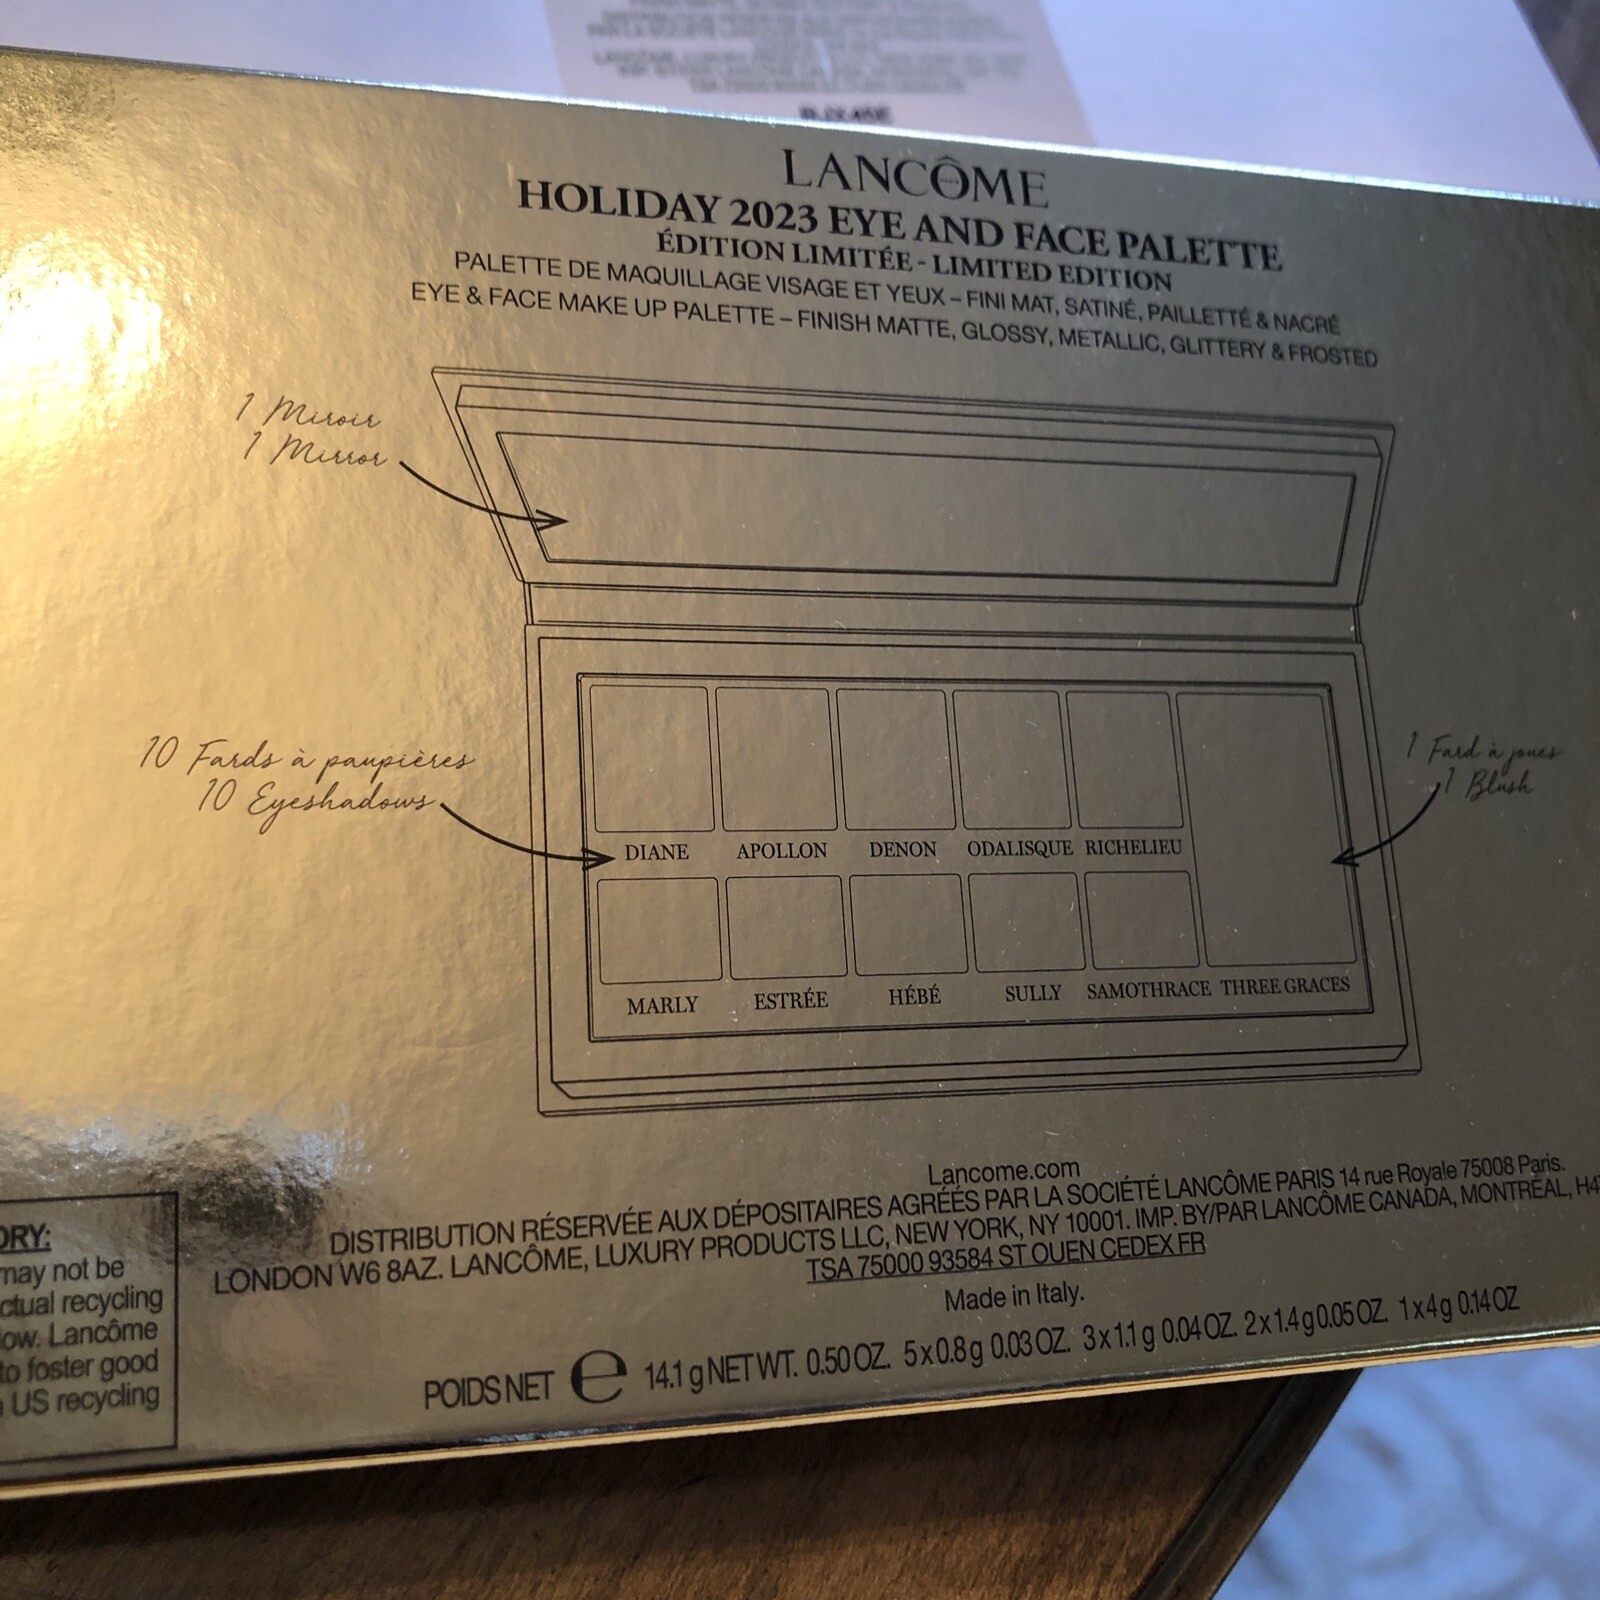 LANCÔME
HOLIDAY 2023 EYE AND FACE PALETTE
ÉDITION LIMITÉE - LIMITED EDITION
PALETTE DE MAQUILLAGE VISAGE ET YEUX – FINI MAT, SATINÉ, PAILLETTÉ & NACRÉ
EYE & FACE MAKE UP PALETTE – FINISH MATTE, GLOSSY, METALLIC, GLITTERY & FROSTED
1 Miroir
1 Mirror
10 Fards à paupières
10 Eyeshadows
1 Fard à joues
1 Blush
DIANE APOLLON DENON ODALISQUE RICHELIEU
MARLY ESTRÉE HÉBÉ SULLY SAMOTHRACE THREE GRACES
Lancome.com
DISTRIBUTION RÉSERVÉE AUX DÉPOSITAIRES AGRÉÉS PAR LA SOCIÉTÉ LANCÔME PARIS 14 rue Royale 75008 Paris.
LONDON W6 8AZ. LANCÔME, LUXURY PRODUCTS LLC, NEW YORK, NY 10001. IMP. BY/PAR LANCÔME CANADA, MONTRÉAL,
TSA 75000 93584 ST OUEN CEDEX FR
Made in Italy.
POIDS NET e 14.1 g NET WT. 0.50 OZ. 5 x 0.8 g 0.03 OZ. 3 x 1.1 g 0.04 OZ. 2 x 1.4 g 0.05 OZ. 1 x 4 g 0.14 OZ
may not be
recycling
Lancôme
to foster good
US recycling